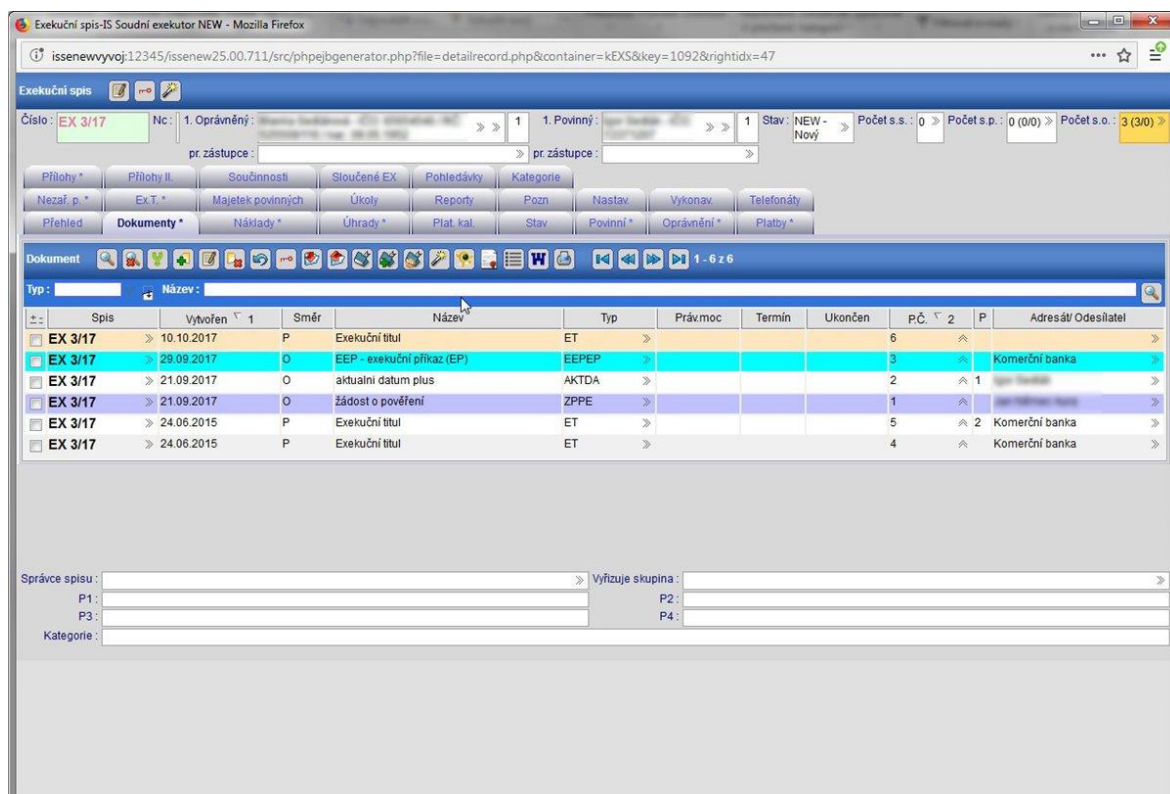 Exekuční spis-IS Soudní exekutor NEW - Mozilla Firefox
issenewvyvoj:12345/issenew25.00.711/src/phpejbgenerator.php?file=detailrecord.php&container=kEXS&key=1092&rightidx=47
Exekuční spis
Číslo : EX 3/17 Nc : 1. Oprávněný : 1 1. Povinný : 1 Stav : NEW - Nový Počet s.s. : 0 Počet s.p. : 0 (0/0) Počet s.o. : 3 (3/0)
pr. zástupce : pr. zástupce :
Přílohy * Přílohy II. Součinnosti Sloučené EX Pohledávky Kategorie
Nezař. p. * Ex.T. * Majetek povinných Úkoly Reporty Pozn Nastav. Vykonav. Telefonáty
Přehled Dokumenty * Náklady * Úhrady * Plat. kal. Stav Povinní * Oprávnění * Platby *
Dokument 1 - 6 z 6
Typ : Název :
Spis Vytvořen 1 Směr Název Typ Práv.moc Termín Ukončen P.Č. 2 P Adresát/ Odesílatel
EX 3/17 10.10.2017 P Exekuční titul ET 6
EX 3/17 29.09.2017 O EEP - exekuční příkaz (EP) EEPEP 3 Komerční banka
EX 3/17 21.09.2017 O aktualni datum plus AKTDA 2 1
EX 3/17 21.09.2017 O žádost o pověření ZPPE 1
EX 3/17 24.06.2015 P Exekuční titul ET 5 2 Komerční banka
EX 3/17 24.06.2015 P Exekuční titul ET 4 Komerční banka
Správce spisu : Vyřizuje skupina :
P1 : P2 :
P3 : P4 :
Kategorie :